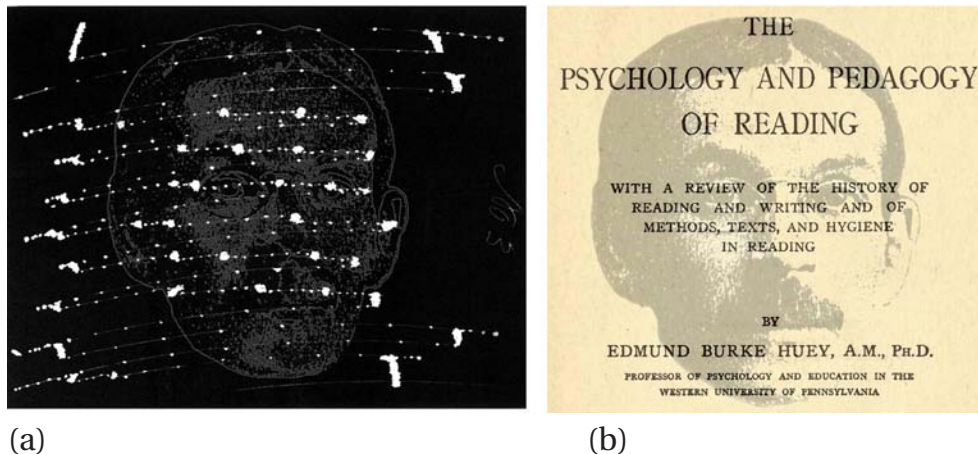 THE
PSYCHOLOGY AND PEDAGOGY
OF READING
WITH A REVIEW OF THE HISTORY OF
READING AND WRITING AND OF
METHODS, TEXTS, AND HYGIENE
IN READING
BY
EDMUND BURKE HUEY, A.M., PH.D.
PROFESSOR OF PSYCHOLOGY AND EDUCATION IN THE
WESTERN UNIVERSITY OF PENNSYLVANIA
(a)
(b)